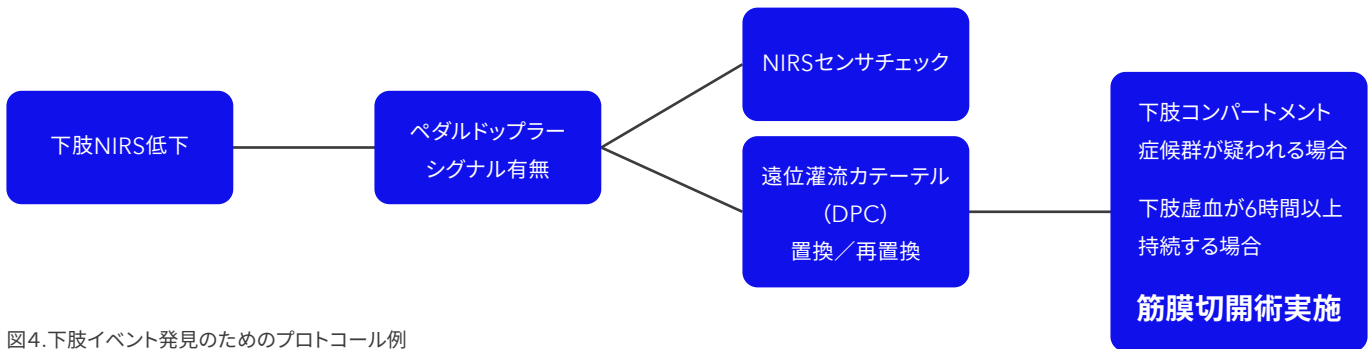 下肢NIRS低下
ペダルドップラー
シグナル有無
NIRSセンサチェック
遠位灌流カテーテル
(DPC)
置換／再置換
下肢コンパートメント
症候群が疑われる場合
下肢虚血が6時間以上
持続する場合
筋膜切開術実施
図4.下肢イベント発見のためのプロトコール例